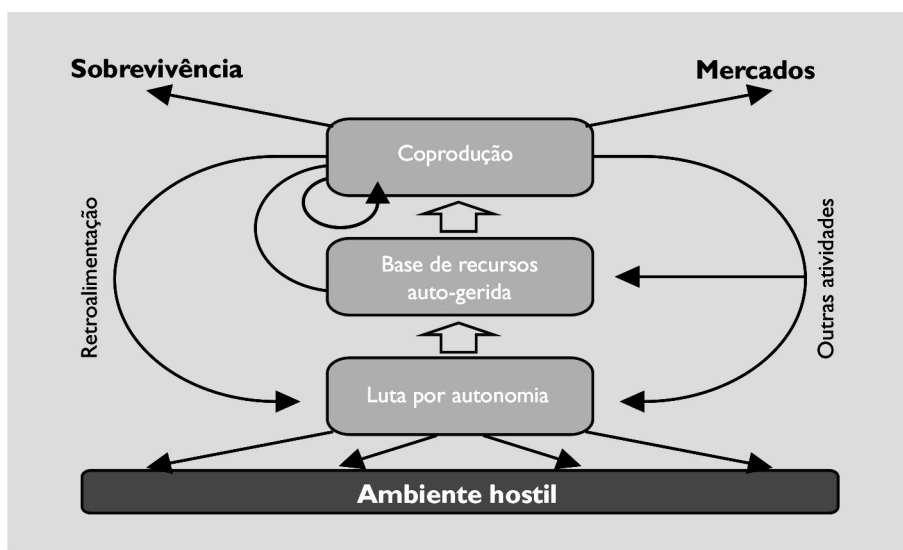 Sobrevivência
Mercados
Coprodução
Retroalimentação
Base de recursos
auto-gerida
Outras atividades
Luta por autonomia
Ambiente hostil